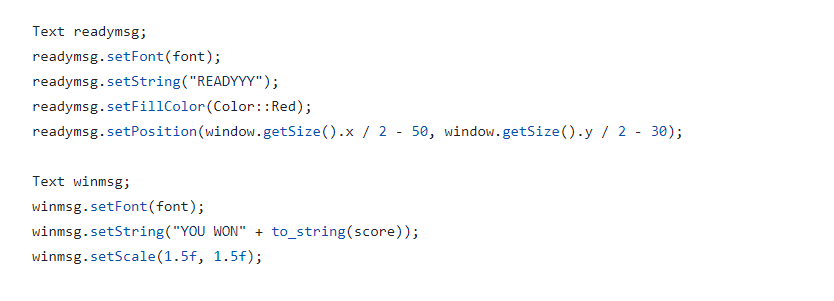 Text readymsg;
readymsg.setFont(font);
readymsg.setString("READYYY");
readymsg.setFillColor(Color::Red);
readymsg.setPosition(window.getSize().x / 2 - 50, window.getSize().y / 2 - 30);
Text winmsg;
winmsg.setFont(font);
winmsg.setString("YOU WON" + to_string(score));
winmsg.setScale(1.5f, 1.5f);